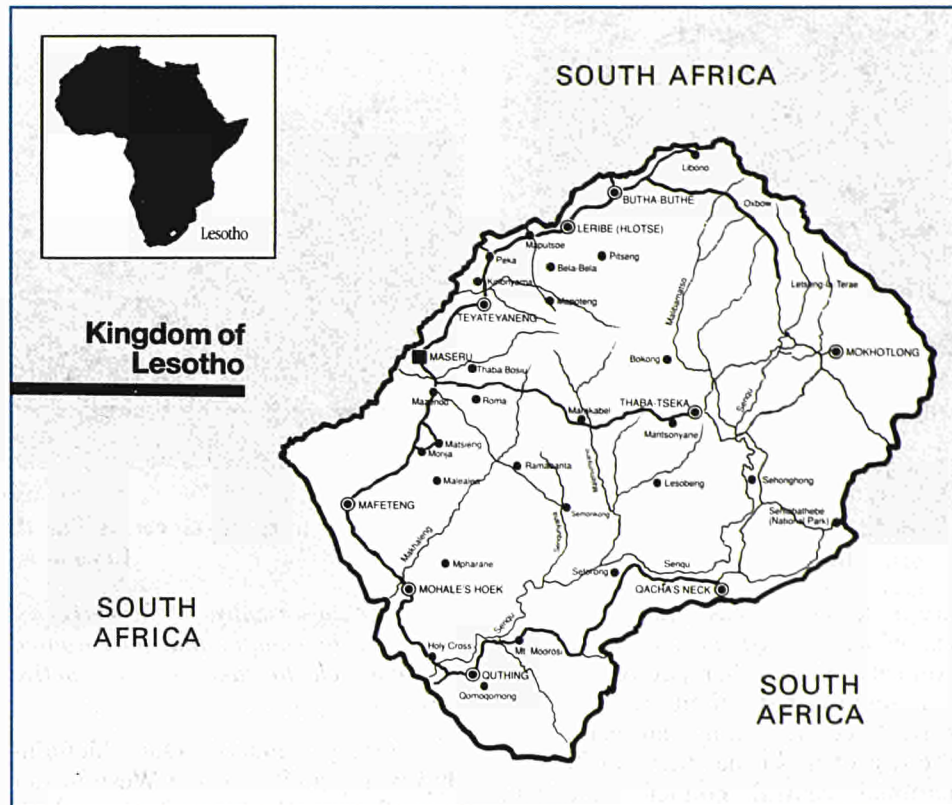 SOUTH AFRICA
Lesotho
Kingdom of
Lesotho
Libono
BUTHA-BUTHE
Oxbow
LERIBE (HLOTSE)
Maputsoe
Peka
Pitseng
Bela-Bela
Kolonyama
Mapoteng
Letseng-la-Terae
TEYATEYANENG
Malibamatso
MASERU
Thaba Bosiu
Bokong
MOKHOTLONG
Mazenod
Roma
THABA-TSEKA
Senqu
Marakabei
Mantsonyane
Matsieng
Morija
Ramabanta
Malealea
Lesobeng
Sehonghong
MAFETENG
Semonkong
Sehlabathebe
(National Park)
Makhaleng
Mpharane
Senqu
MOHALE'S HOEK
QACHA'S NECK
SOUTH
AFRICA
Senqu
Holy Cross
Mt. Moorosi
QUTHING
Qomoqomong
SOUTH
AFRICA